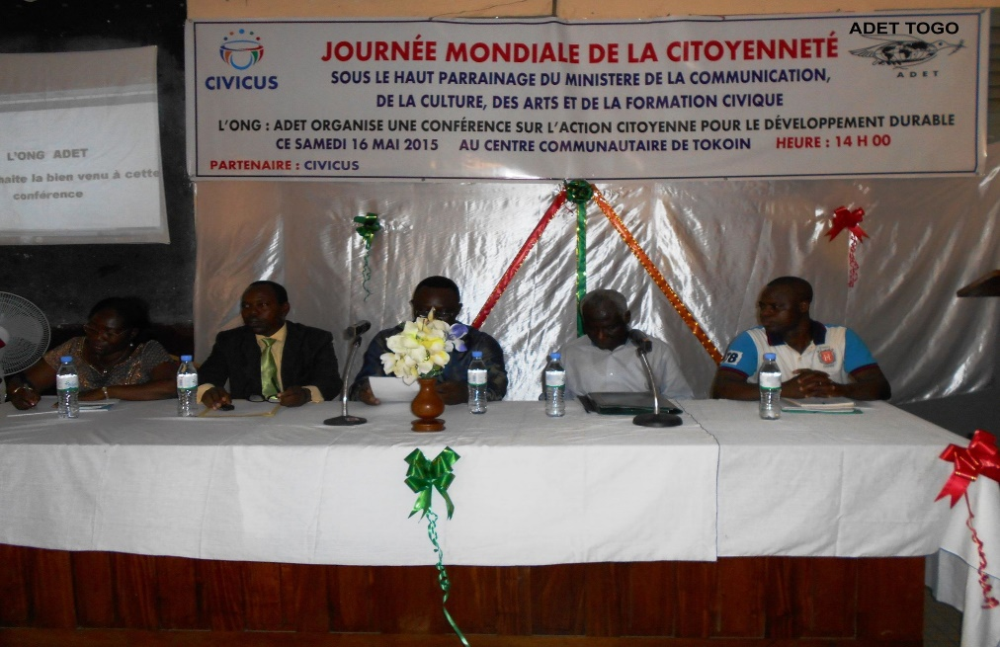 ADET TOGO
CIVICUS
ADET
JOURNÉE MONDIALE DE LA CITOYENNETÉ
SOUS LE HAUT PARRAINAGE DU MINISTERE DE LA COMMUNICATION,
DE LA CULTURE, DES ARTS ET DE LA FORMATION CIVIQUE
L'ONG : ADET ORGANISE UNE CONFÉRENCE SUR L'ACTION CITOYENNE POUR LE DÉVELOPPEMENT DURABLE
CE SAMEDI 16 MAI 2015 AU CENTRE COMMUNAUTAIRE DE TOKOIN HEURE : 14 H 00
PARTENAIRE : CIVICUS
L'ONG ADET
haite la bien venu à cette
conférence